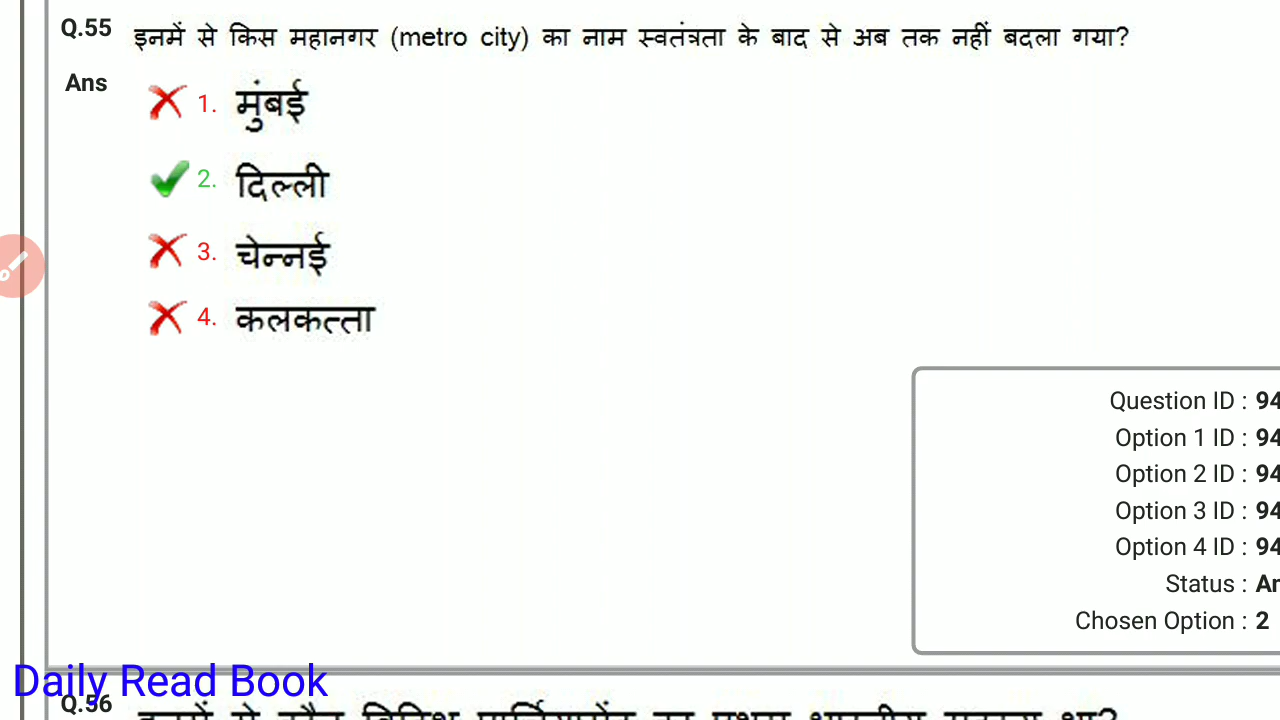 Q.55 इनमें से किस महानगर (metro city) का नाम स्वतंत्रता के बाद से अब तक नहीं बदला गया?
Ans
1. मुंबई
2. दिल्ली
3. चेन्नई
4. कलकत्ता
Question ID : 94
Option 1 ID : 94
Option 2 ID : 94
Option 3 ID : 94
Option 4 ID : 94
Status : An
Chosen Option : 2
Daily Read Book
Q.56